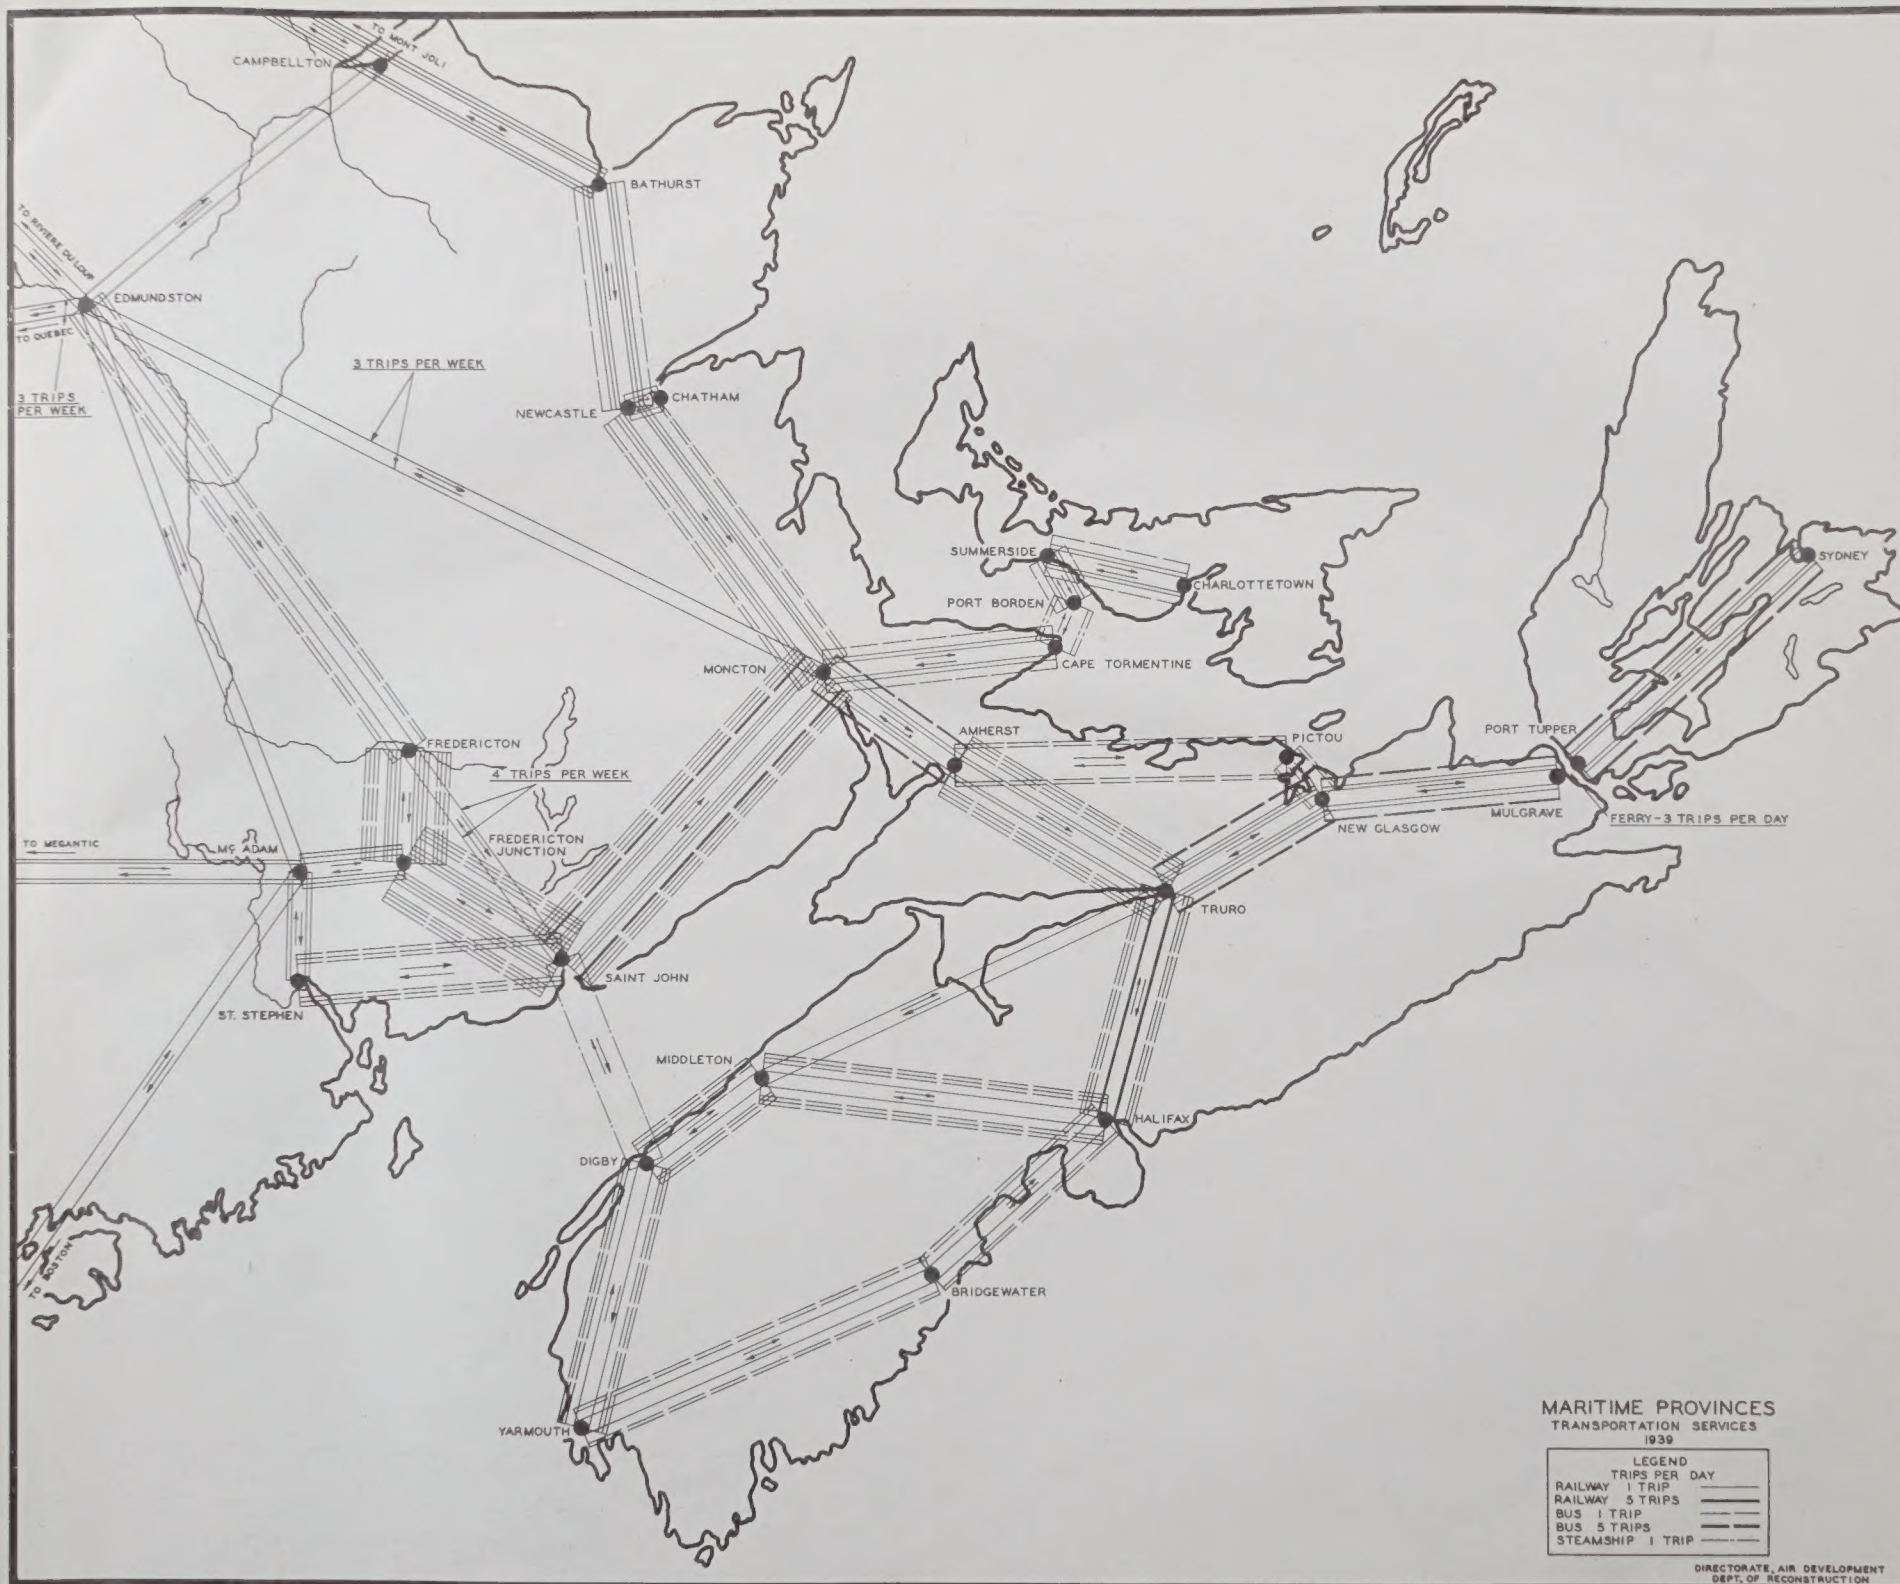 TO MONT JOLI
CAMPBELLTON
BATHURST
TO RIVIERE DU LOUP
EDMUNDSTON
TO QUEBEC
3 TRIPS PER WEEK
3 TRIPS
PER WEEK
CHATHAM
NEWCASTLE
SUMMERSIDE
SYDNEY
CHARLOTTETOWN
PORT BORDEN
MONCTON
CAPE TORMENTINE
AMHERST
PICTOU
PORT TUPPER
FREDERICTON
4 TRIPS PER WEEK
MULGRAVE
FERRY-3 TRIPS PER DAY
NEW GLASGOW
FREDERICTON
JUNCTION
TO MEGANTIC
MC ADAM
TRURO
SAINT JOHN
ST. STEPHEN
MIDDLETON
HALIFAX
DIGBY
TO BOSTON
BRIDGEWATER
YARMOUTH
MARITIME PROVINCES
TRANSPORTATION SERVICES
1939
LEGEND
TRIPS PER DAY
RAILWAY 1 TRIP
RAILWAY 5 TRIPS
BUS 1 TRIP
BUS 5 TRIPS
STEAMSHIP 1 TRIP
DIRECTORATE, AIR DEVELOPMENT
DEPT. OF RECONSTRUCTION